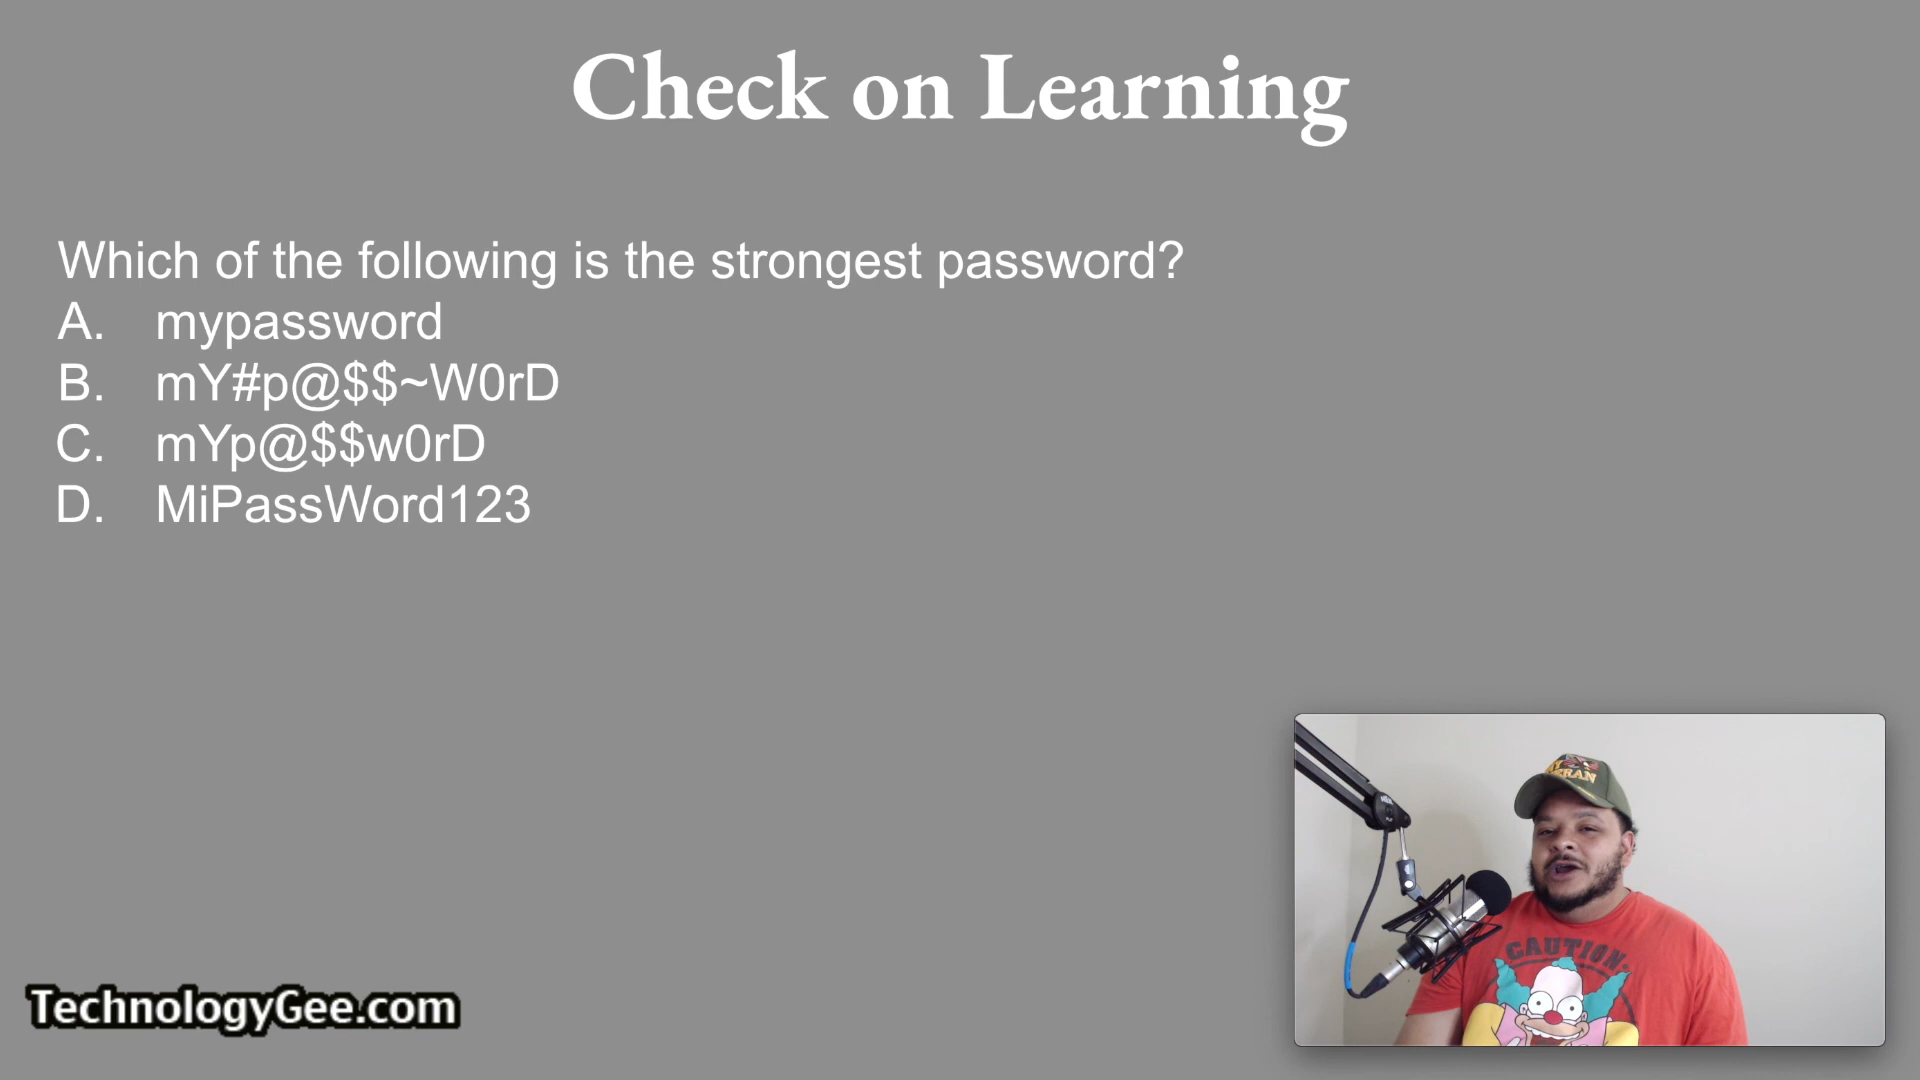 Check on Learning
Which of the following is the strongest password?
A. mypassword
B. mY#p@$$~W0rD
C. mYp@$$w0rD
D. MiPassWord123
CAUTION
TechnologyGee.com